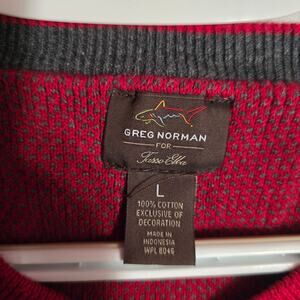 GREG NORMAN
FOR
Tasso Elba
L
100% COTTON
EXCLUSIVE OF
DECORATION
MADE IN
INDONESIA
WPL 8046